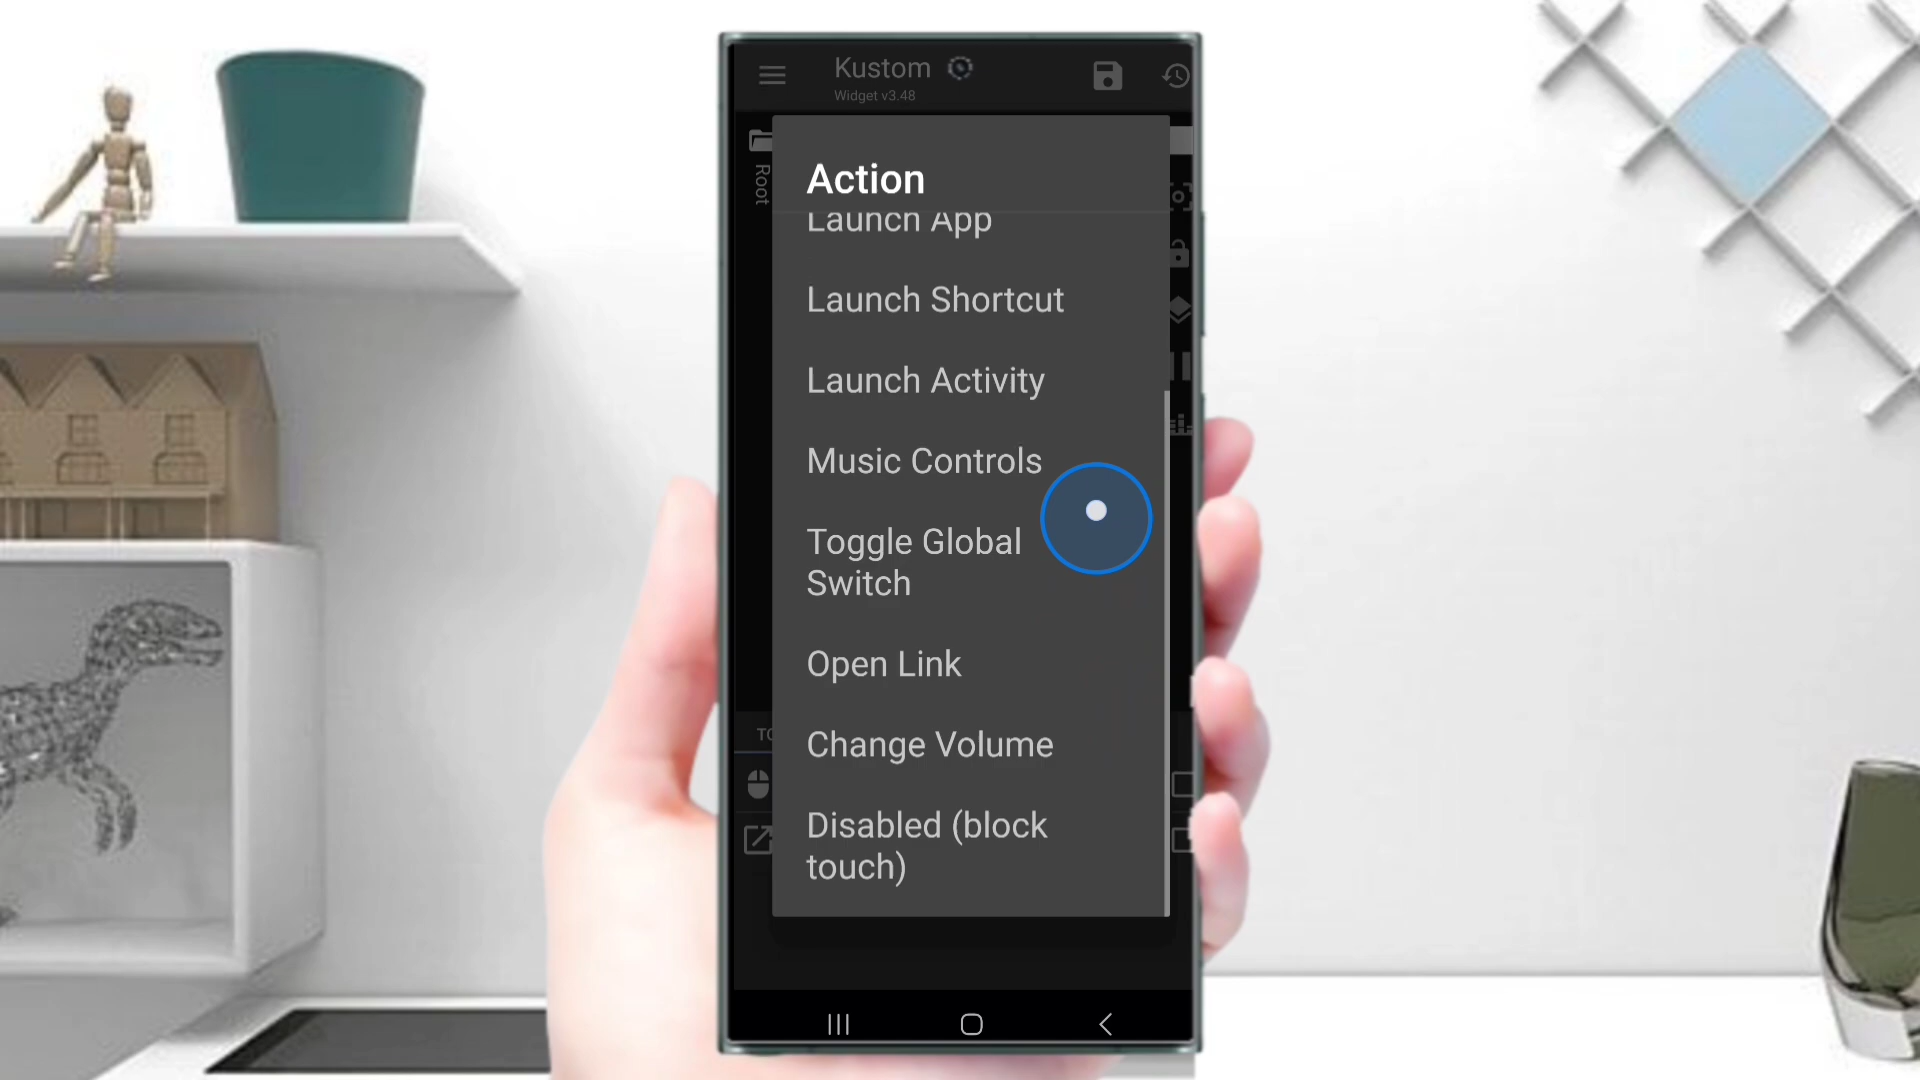 Kustom
Widget v3.48
Root
Action
Launch App
Launch Shortcut
Launch Activity
Music Controls
Toggle Global
Switch
Open Link
Change Volume
Disabled (block
touch)